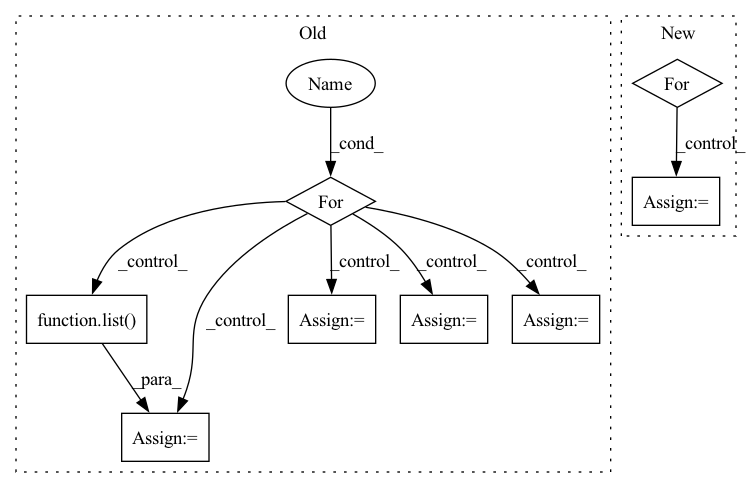 Old
New
Name
For
_cond_
_control_
For
Assign:=
_control_
_control_
_control_
_control_
_control_
function.list()
Assign:=
Assign:=
Assign:=
_para_
Assign:=